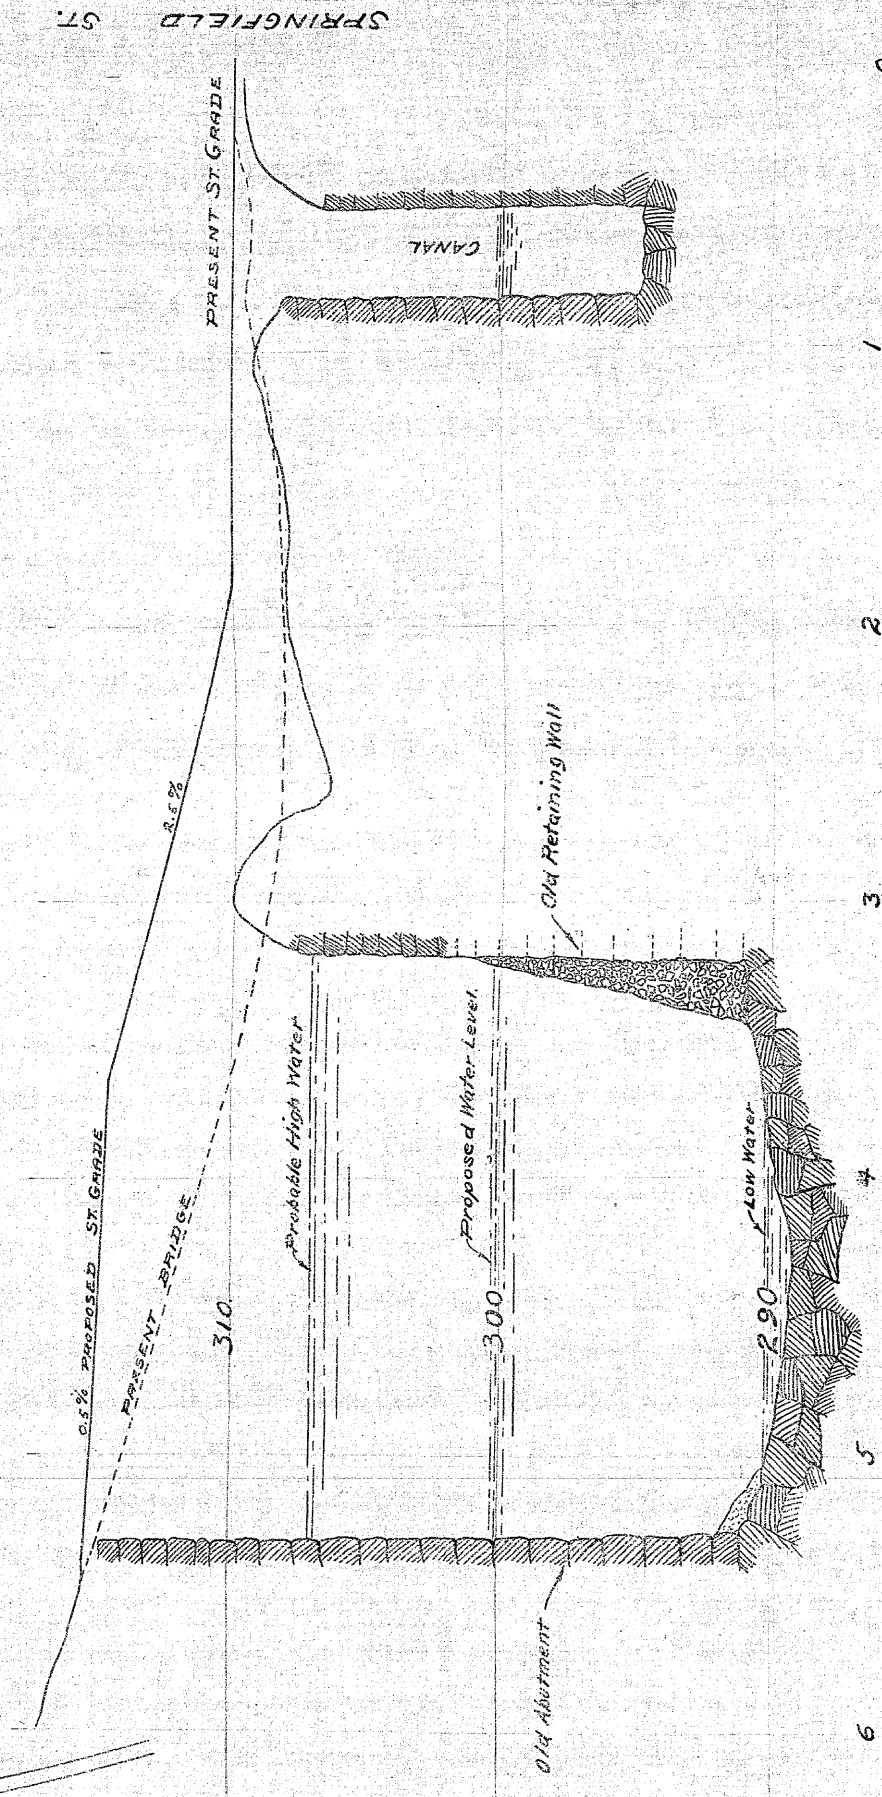 SPRINGFIELD ST.
PRESENT ST. GRADE
CANAL
2.5%
Old Retaining Wall
0.5% PROPOSED ST. GRADE
PRESENT BRIDGE
Probable High Water
Proposed Water Level.
Low Water
310.
300
290
Old Abutment
0
1
2
3
4
5
6